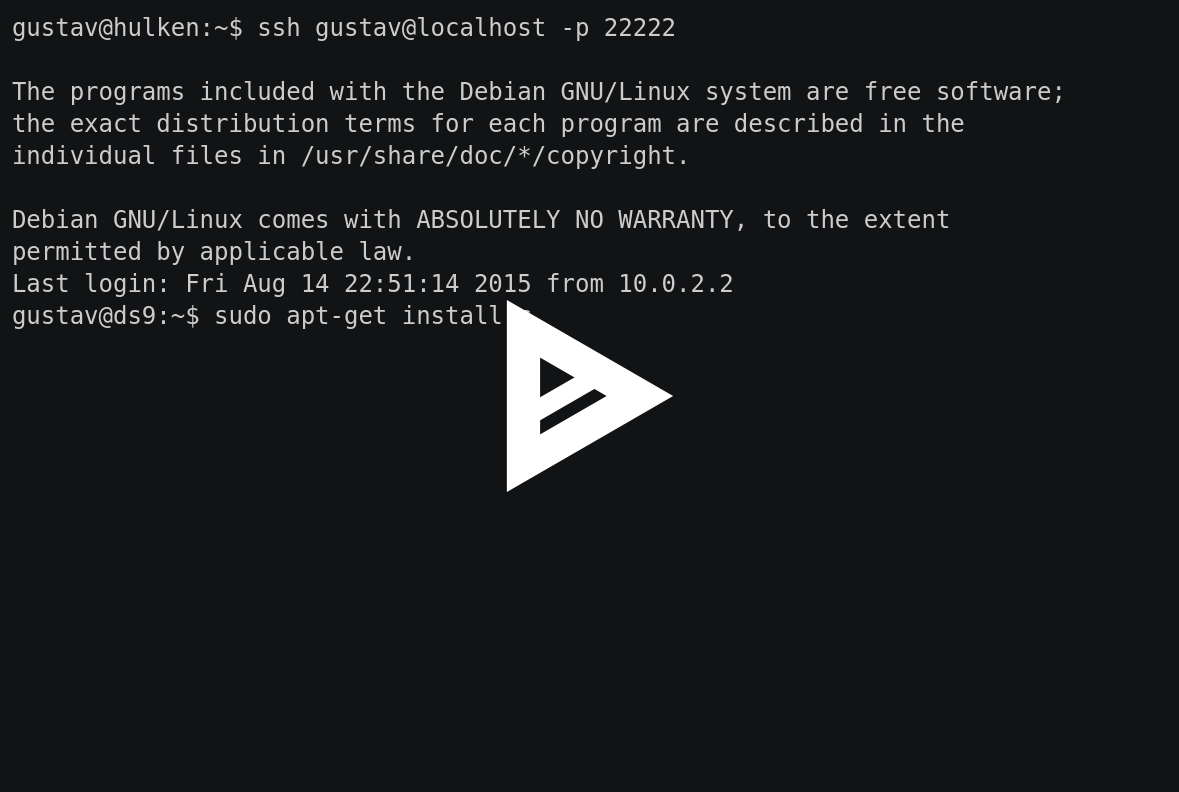 gustav@hulken:~$ ssh gustav@localhost -p 22222
The programs included with the Debian GNU/Linux system are free software;
the exact distribution terms for each program are described in the
individual files in /usr/share/doc/*/copyright.
Debian GNU/Linux comes with ABSOLUTELY NO WARRANTY, to the extent
permitted by applicable law.
Last login: Fri Aug 14 22:51:14 2015 from 10.0.2.2
gustav@ds9:~$ sudo apt-get install